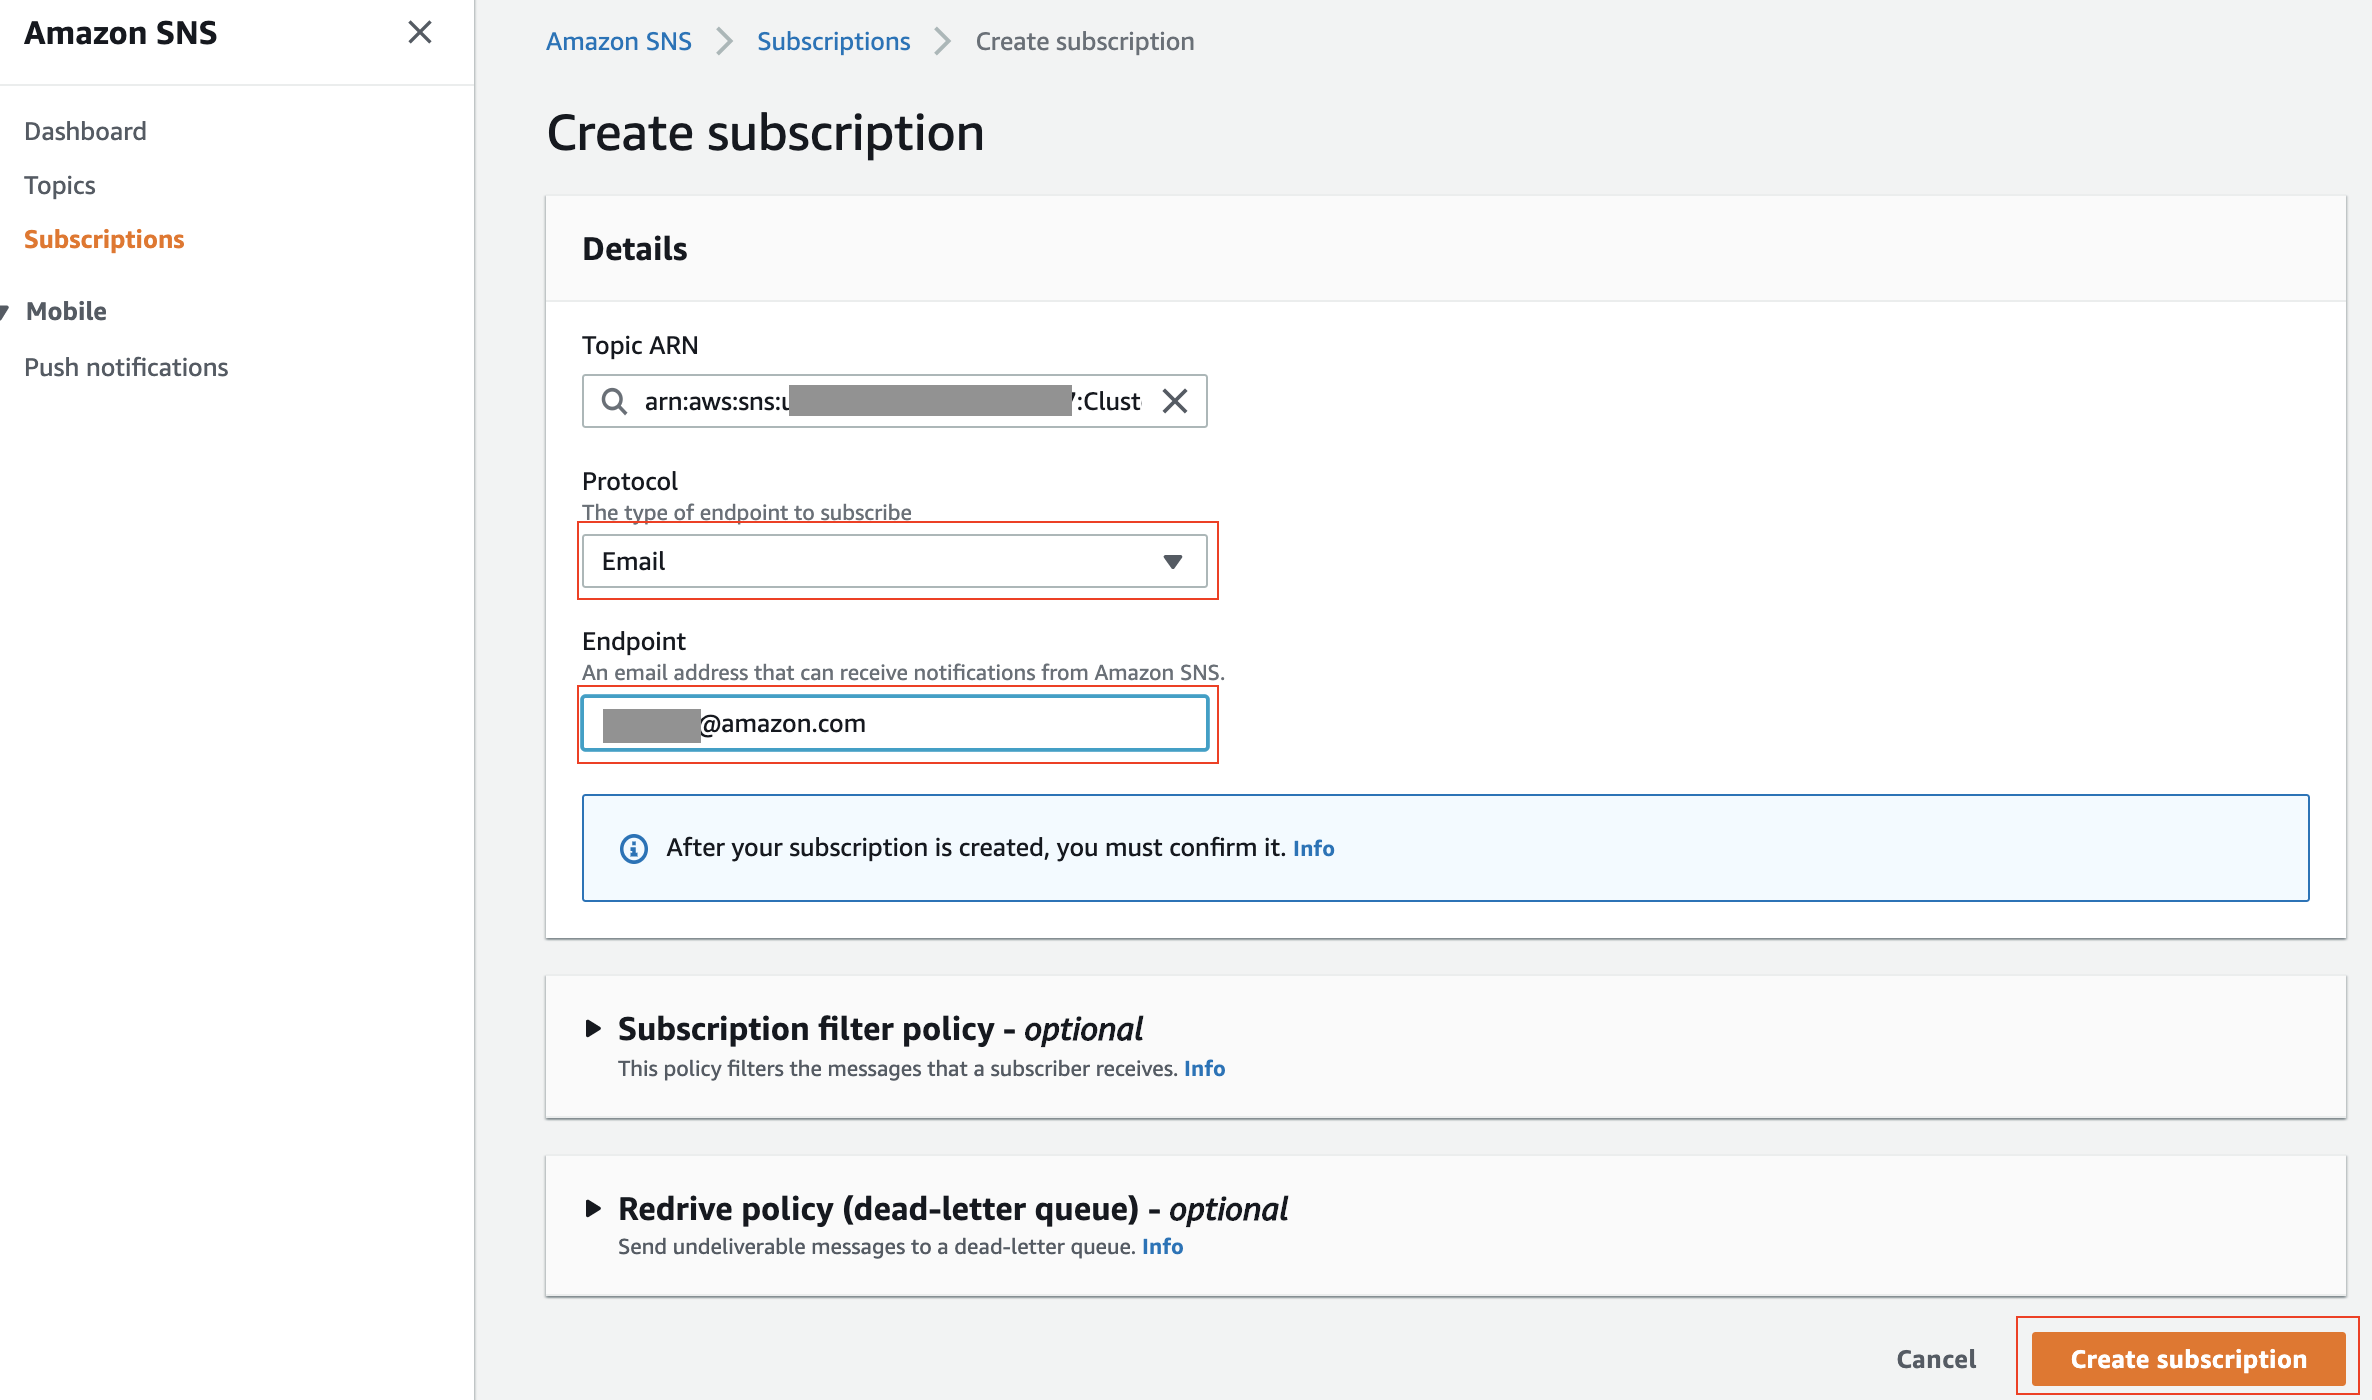 Amazon SNS
Dashboard
Topics
Subscriptions
Mobile
Push notifications
Amazon SNS > Subscriptions > Create subscription
Create subscription
Details
Topic ARN
arn:aws:sns:u :Clust
Protocol
The type of endpoint to subscribe
Email
Endpoint
An email address that can receive notifications from Amazon SNS.
@amazon.com
After your subscription is created, you must confirm it. Info
Subscription filter policy - optional
This policy filters the messages that a subscriber receives. Info
Redrive policy (dead-letter queue) - optional
Send undeliverable messages to a dead-letter queue. Info
Cancel
Create subscription